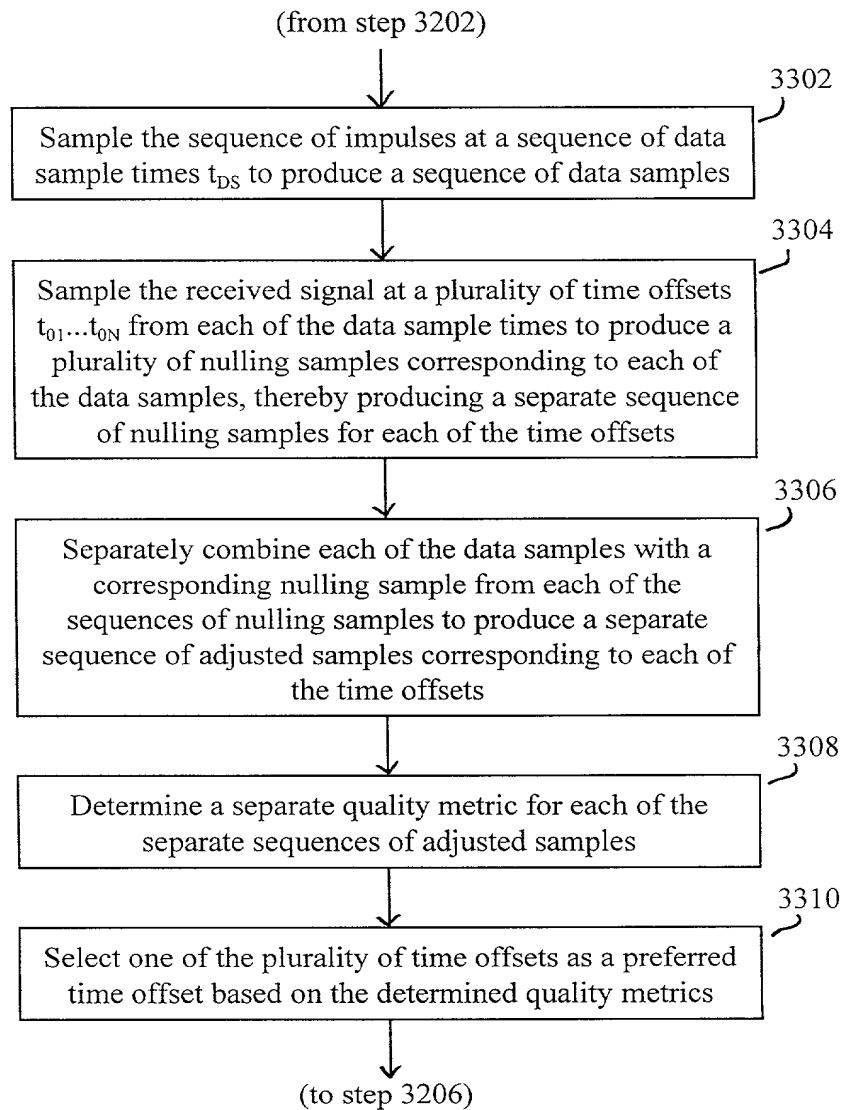 (from step 3202)
3302
Sample the sequence of impulses at a sequence of data
sample times tDS to produce a sequence of data samples
3304
Sample the received signal at a plurality of time offsets
t01...t0N from each of the data sample times to produce a
plurality of nulling samples corresponding to each of
the data samples, thereby producing a separate sequence
of nulling samples for each of the time offsets
3306
Separately combine each of the data samples with a
corresponding nulling sample from each of the
sequences of nulling samples to produce a separate
sequence of adjusted samples corresponding to each of
the time offsets
3308
Determine a separate quality metric for each of the
separate sequences of adjusted samples
3310
Select one of the plurality of time offsets as a preferred
time offset based on the determined quality metrics
(to step 3206)